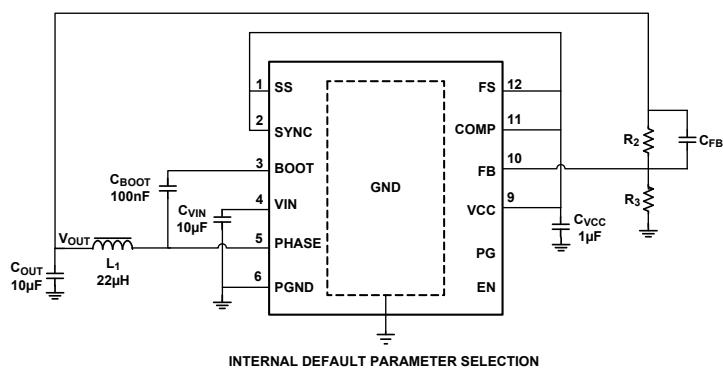 1 SS FS 12
2 SYNC COMP 11
3 BOOT FB 10
4 VIN VCC 9
5 PHASE PG
6 PGND EN
GND
CBOOT
100nF
CVIN
10µF
VOUT
L1
22µH
COUT
10µF
R2
CFB
R3
CVCC
1µF
INTERNAL DEFAULT PARAMETER SELECTION